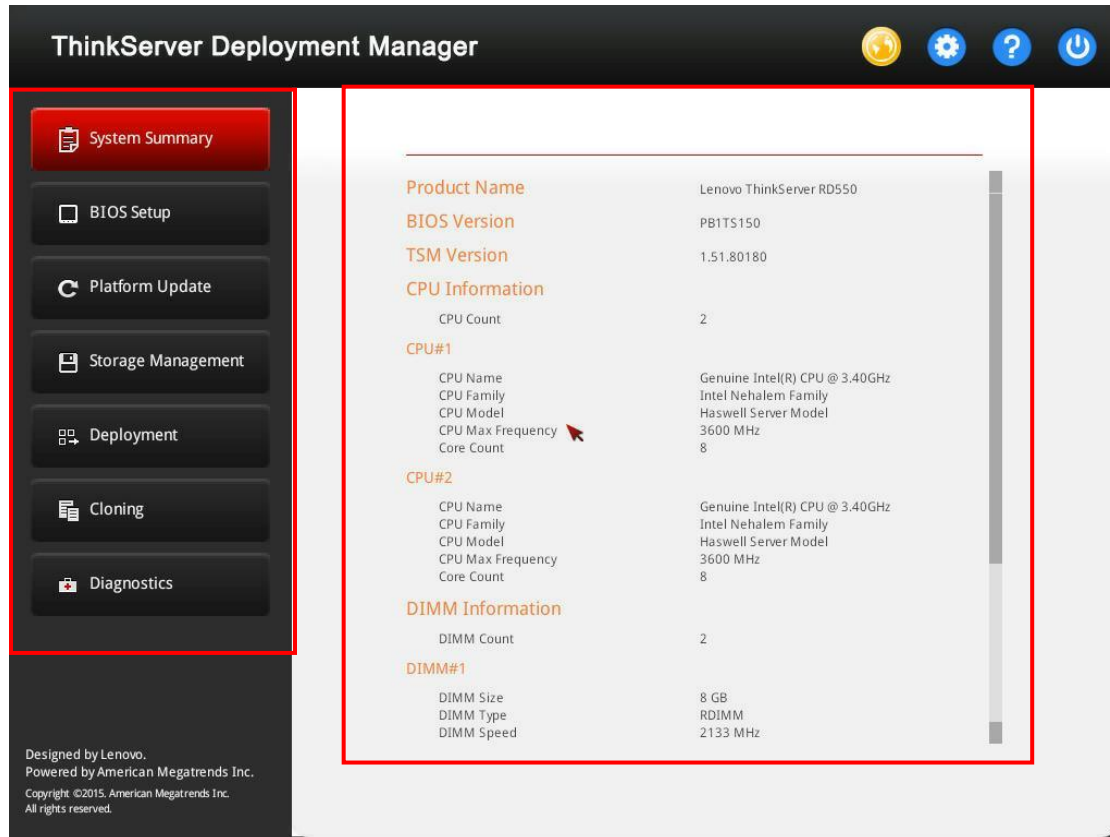 ThinkServer Deployment Manager
System Summary
BIOS Setup
Platform Update
Storage Management
Deployment
Cloning
Diagnostics
Designed by Lenovo.
Powered by American Megatrends Inc.
Copyright ©2015. American Megatrends Inc.
All rights reserved.
Product Name Lenovo ThinkServer RD550
BIOS Version PB1TS150
TSM Version 1.51.80180
CPU Information
CPU Count 2
CPU#1
CPU Name Genuine Intel(R) CPU @ 3.40GHz
CPU Family Intel Nehalem Family
CPU Model Haswell Server Model
CPU Max Frequency 3600 MHz
Core Count 8
CPU#2
CPU Name Genuine Intel(R) CPU @ 3.40GHz
CPU Family Intel Nehalem Family
CPU Model Haswell Server Model
CPU Max Frequency 3600 MHz
Core Count 8
DIMM Information
DIMM Count 2
DIMM#1
DIMM Size 8 GB
DIMM Type RDIMM
DIMM Speed 2133 MHz